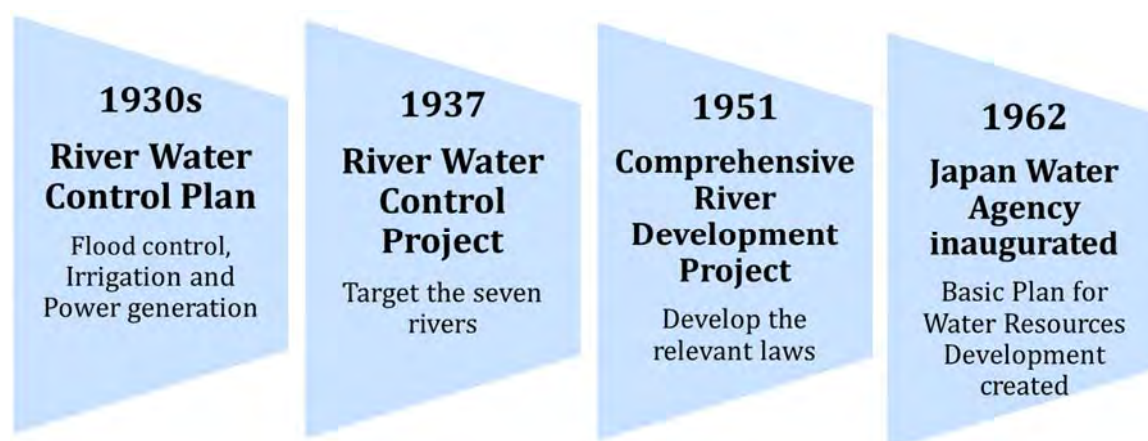 1930s
River Water
Control Plan
Flood control,
Irrigation and
Power generation
1937
River Water
Control
Project
Target the seven
rivers
1951
Comprehensive
River
Development
Project
Develop the
relevant laws
1962
Japan Water
Agency
inaugurated
Basic Plan for
Water Resources
Development
created